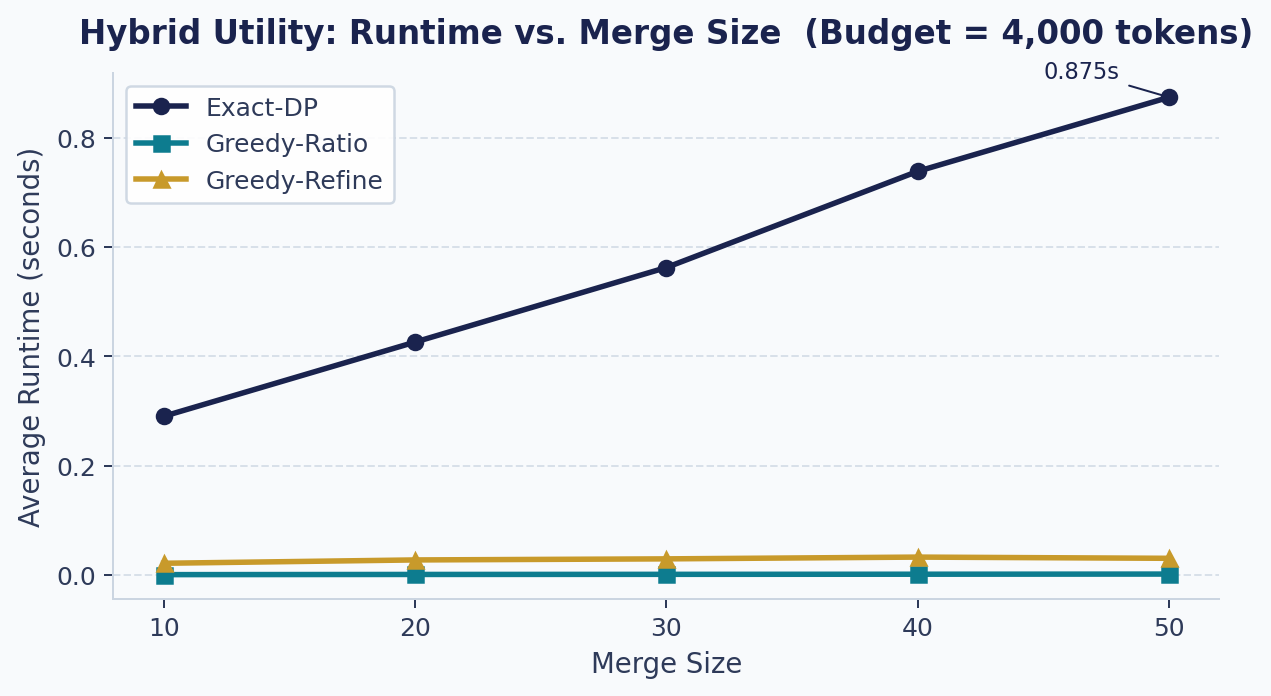 Hybrid Utility: Runtime vs. Merge Size (Budget = 4,000 tokens)
0.875s
Exact-DP
Greedy-Ratio
Greedy-Refine
Average Runtime (seconds)
0.8
0.6
0.4
0.2
0.0
10 20 30 40 50
Merge Size